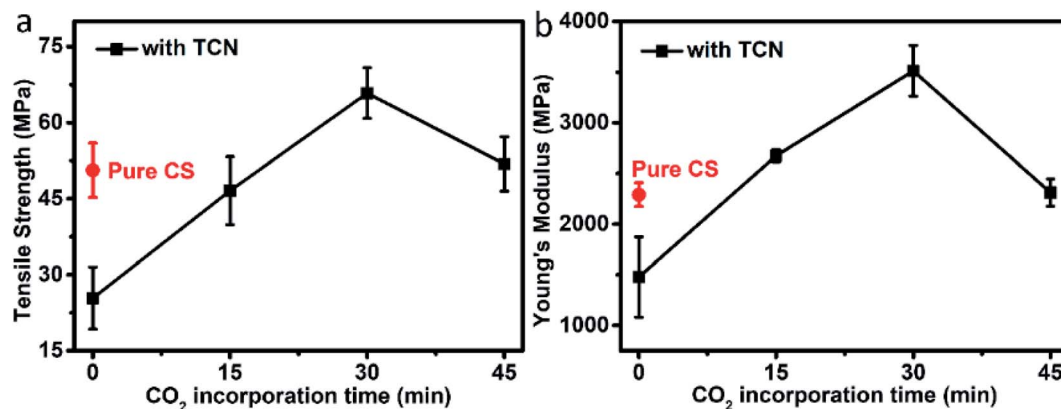 a
with TCN
Pure CS
Tensile Strength (MPa)
75
60
45
30
15
0 15 30 45
CO₂ incorporation time (min)
b
with TCN
Pure CS
Young's Modulus (MPa)
4000
3000
2000
1000
0 15 30 45
CO₂ incorporation time (min)